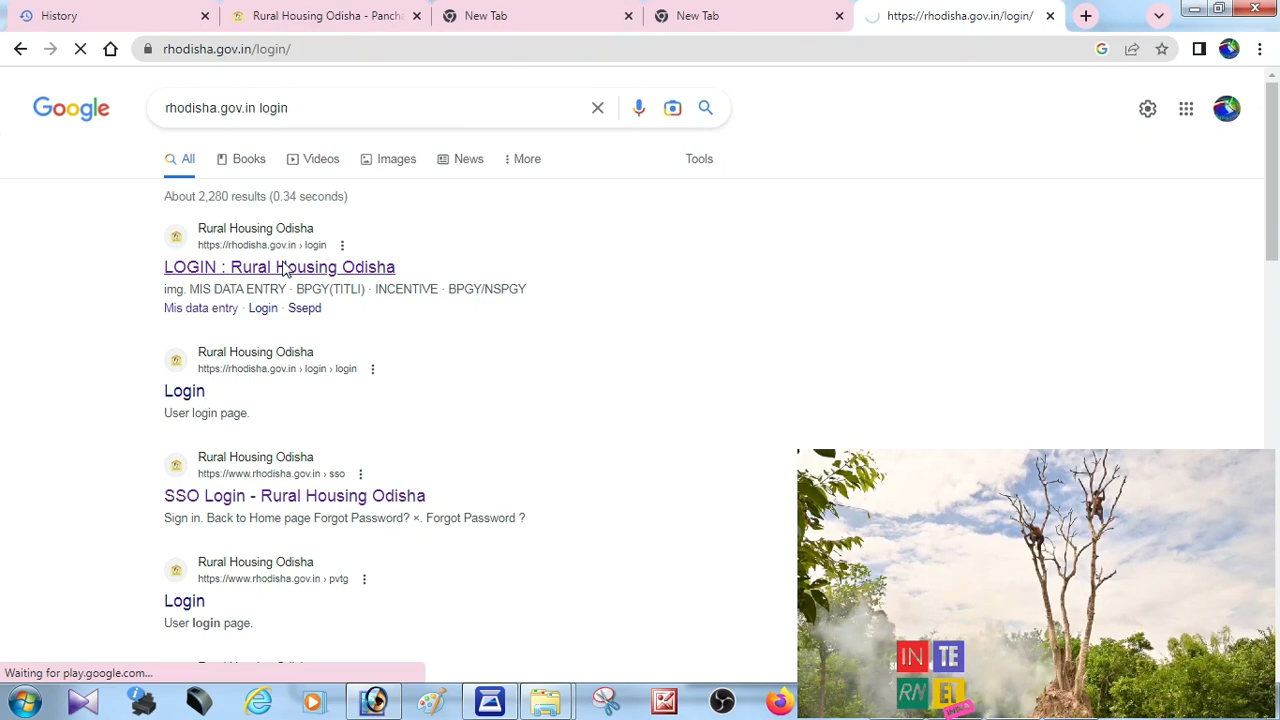 History
Rural Housing Odisha - Pancha
New Tab
New Tab
https://rhodisha.gov.in/login/
rhodisha.gov.in/login/
Google
rhodisha.gov.in login
All
Books
Videos
Images
News
More
Tools
About 2,280 results (0.34 seconds)
Rural Housing Odisha
https://rhodisha.gov.in › login
LOGIN : Rural Housing Odisha
img. MIS DATA ENTRY · BPGY(TITLI) · INCENTIVE · BPGY/NSPGY
Mis data entry · Login · Ssepd
Rural Housing Odisha
https://rhodisha.gov.in › login › login
Login
User login page.
Rural Housing Odisha
https://www.rhodisha.gov.in › sso
SSO Login - Rural Housing Odisha
Sign in. Back to Home page Forgot Password? ×. Forgot Password ?
Rural Housing Odisha
https://www.rhodisha.gov.in › pvtg
Login
User login page.
Waiting for play.google.com...
IN TE
RN ET